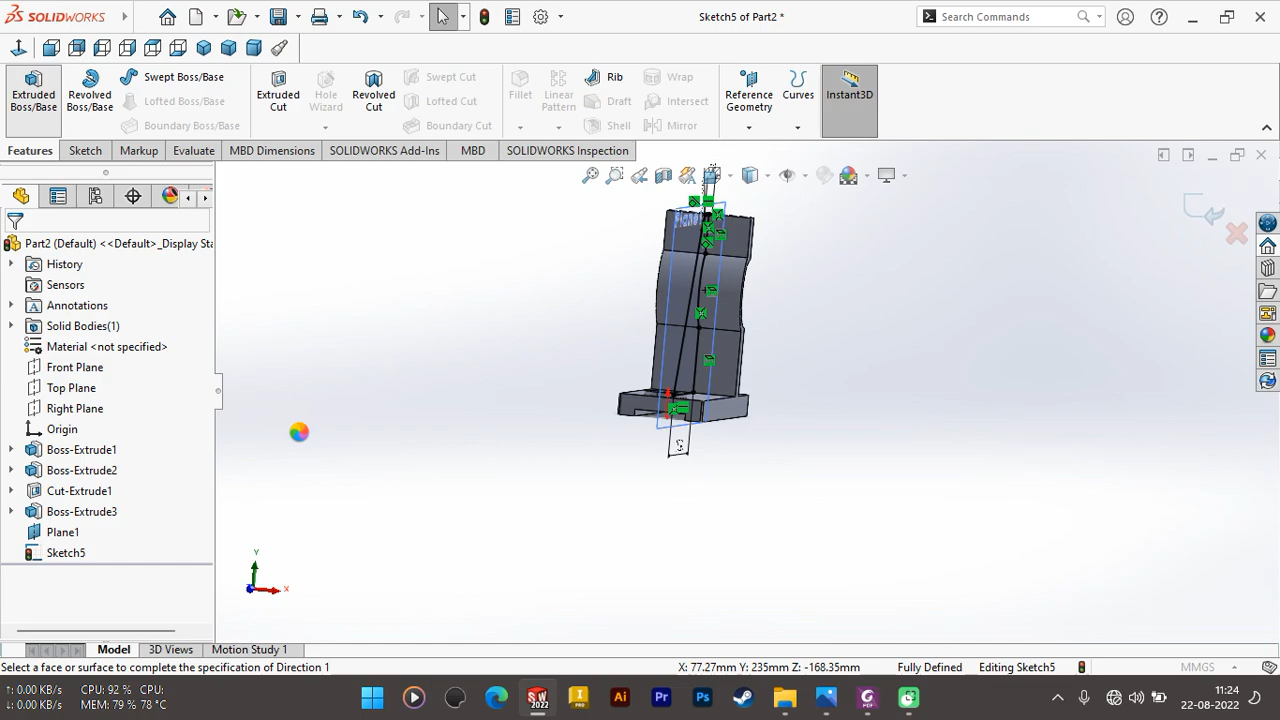 SOLIDWORKS
Sketch5 of Part2 *
Search Commands
Extruded Boss/Base
Revolved Boss/Base
Swept Boss/Base
Lofted Boss/Base
Boundary Boss/Base
Extruded Cut
Hole Wizard
Revolved Cut
Swept Cut
Lofted Cut
Boundary Cut
Fillet
Linear Pattern
Rib
Draft
Shell
Wrap
Intersect
Mirror
Reference Geometry
Curves
Instant3D
Features Sketch Markup Evaluate MBD Dimensions SOLIDWORKS Add-Ins MBD SOLIDWORKS Inspection
Part2 (Default) <<Default>_Display Sta
History
Sensors
Annotations
Solid Bodies(1)
Material <not specified>
Front Plane
Top Plane
Right Plane
Origin
Boss-Extrude1
Boss-Extrude2
Cut-Extrude1
Boss-Extrude3
Plane1
Sketch5
Y
X
Model 3D Views Motion Study 1
Select a face or surface to complete the specification of Direction 1 X: 77.27mm Y: 235mm Z: -168.35mm Fully Defined Editing Sketch5 MMGS
↑: 0.00 KB/s CPU: 92 % CPU:
↓: 0.00 KB/s MEM: 73 % 78 °C
11:24
22-08-2022